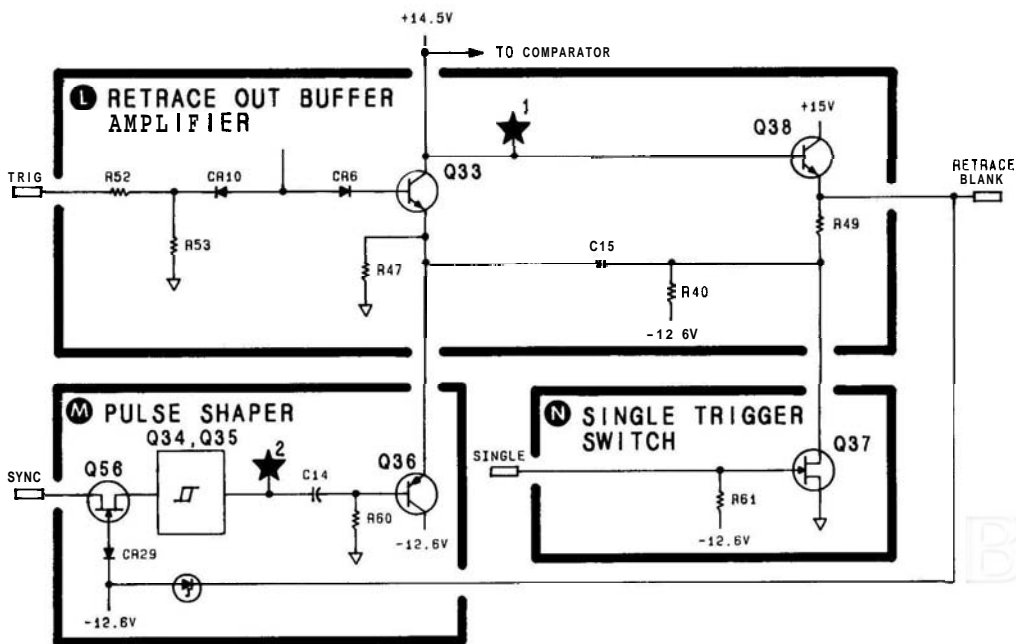 +14.5V
TO COMPARATOR
L RETRACE OUT BUFFER
AMPLIFIER
1
+15V
Q38
TRIG
R52
CR10
CR6
Q33
RETRACE
BLANK
R53
R47
C15
R49
R40
-12 6V
M PULSE SHAPER
Q34, Q35
N SINGLE TRIGGER
SWITCH
2
SYNC
Q56
C14
Q36
SINGLE
Q37
R60
R61
CR29
-12.6V
-12.6V
-12.6V
B